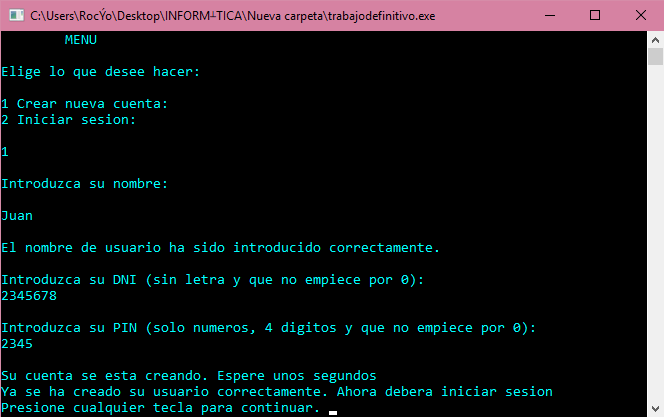 C:\Users\RocÝo\Desktop\INFORM┴TICA\Nueva carpeta\trabajodefinitivo.exe
MENU
Elige lo que desee hacer:
1 Crear nueva cuenta:
2 Iniciar sesion:
1
Introduzca su nombre:
Juan
El nombre de usuario ha sido introducido correctamente.
Introduzca su DNI (sin letra y que no empiece por 0):
2345678
Introduzca su PIN (solo numeros, 4 digitos y que no empiece por 0):
2345
Su cuenta se esta creando. Espere unos segundos
Ya se ha creado su usuario correctamente. Ahora debera iniciar sesion
Presione cualquier tecla para continuar.